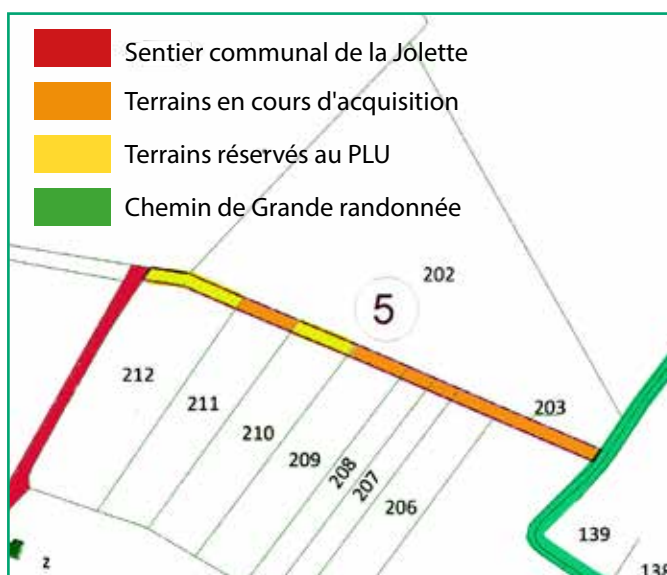 Sentier communal de la Jolette
Terrains en cours d'acquisition
Terrains réservés au PLU
Chemin de Grande randonnée
202
5
212
211
203
210
209
208
207
206
139
138
z